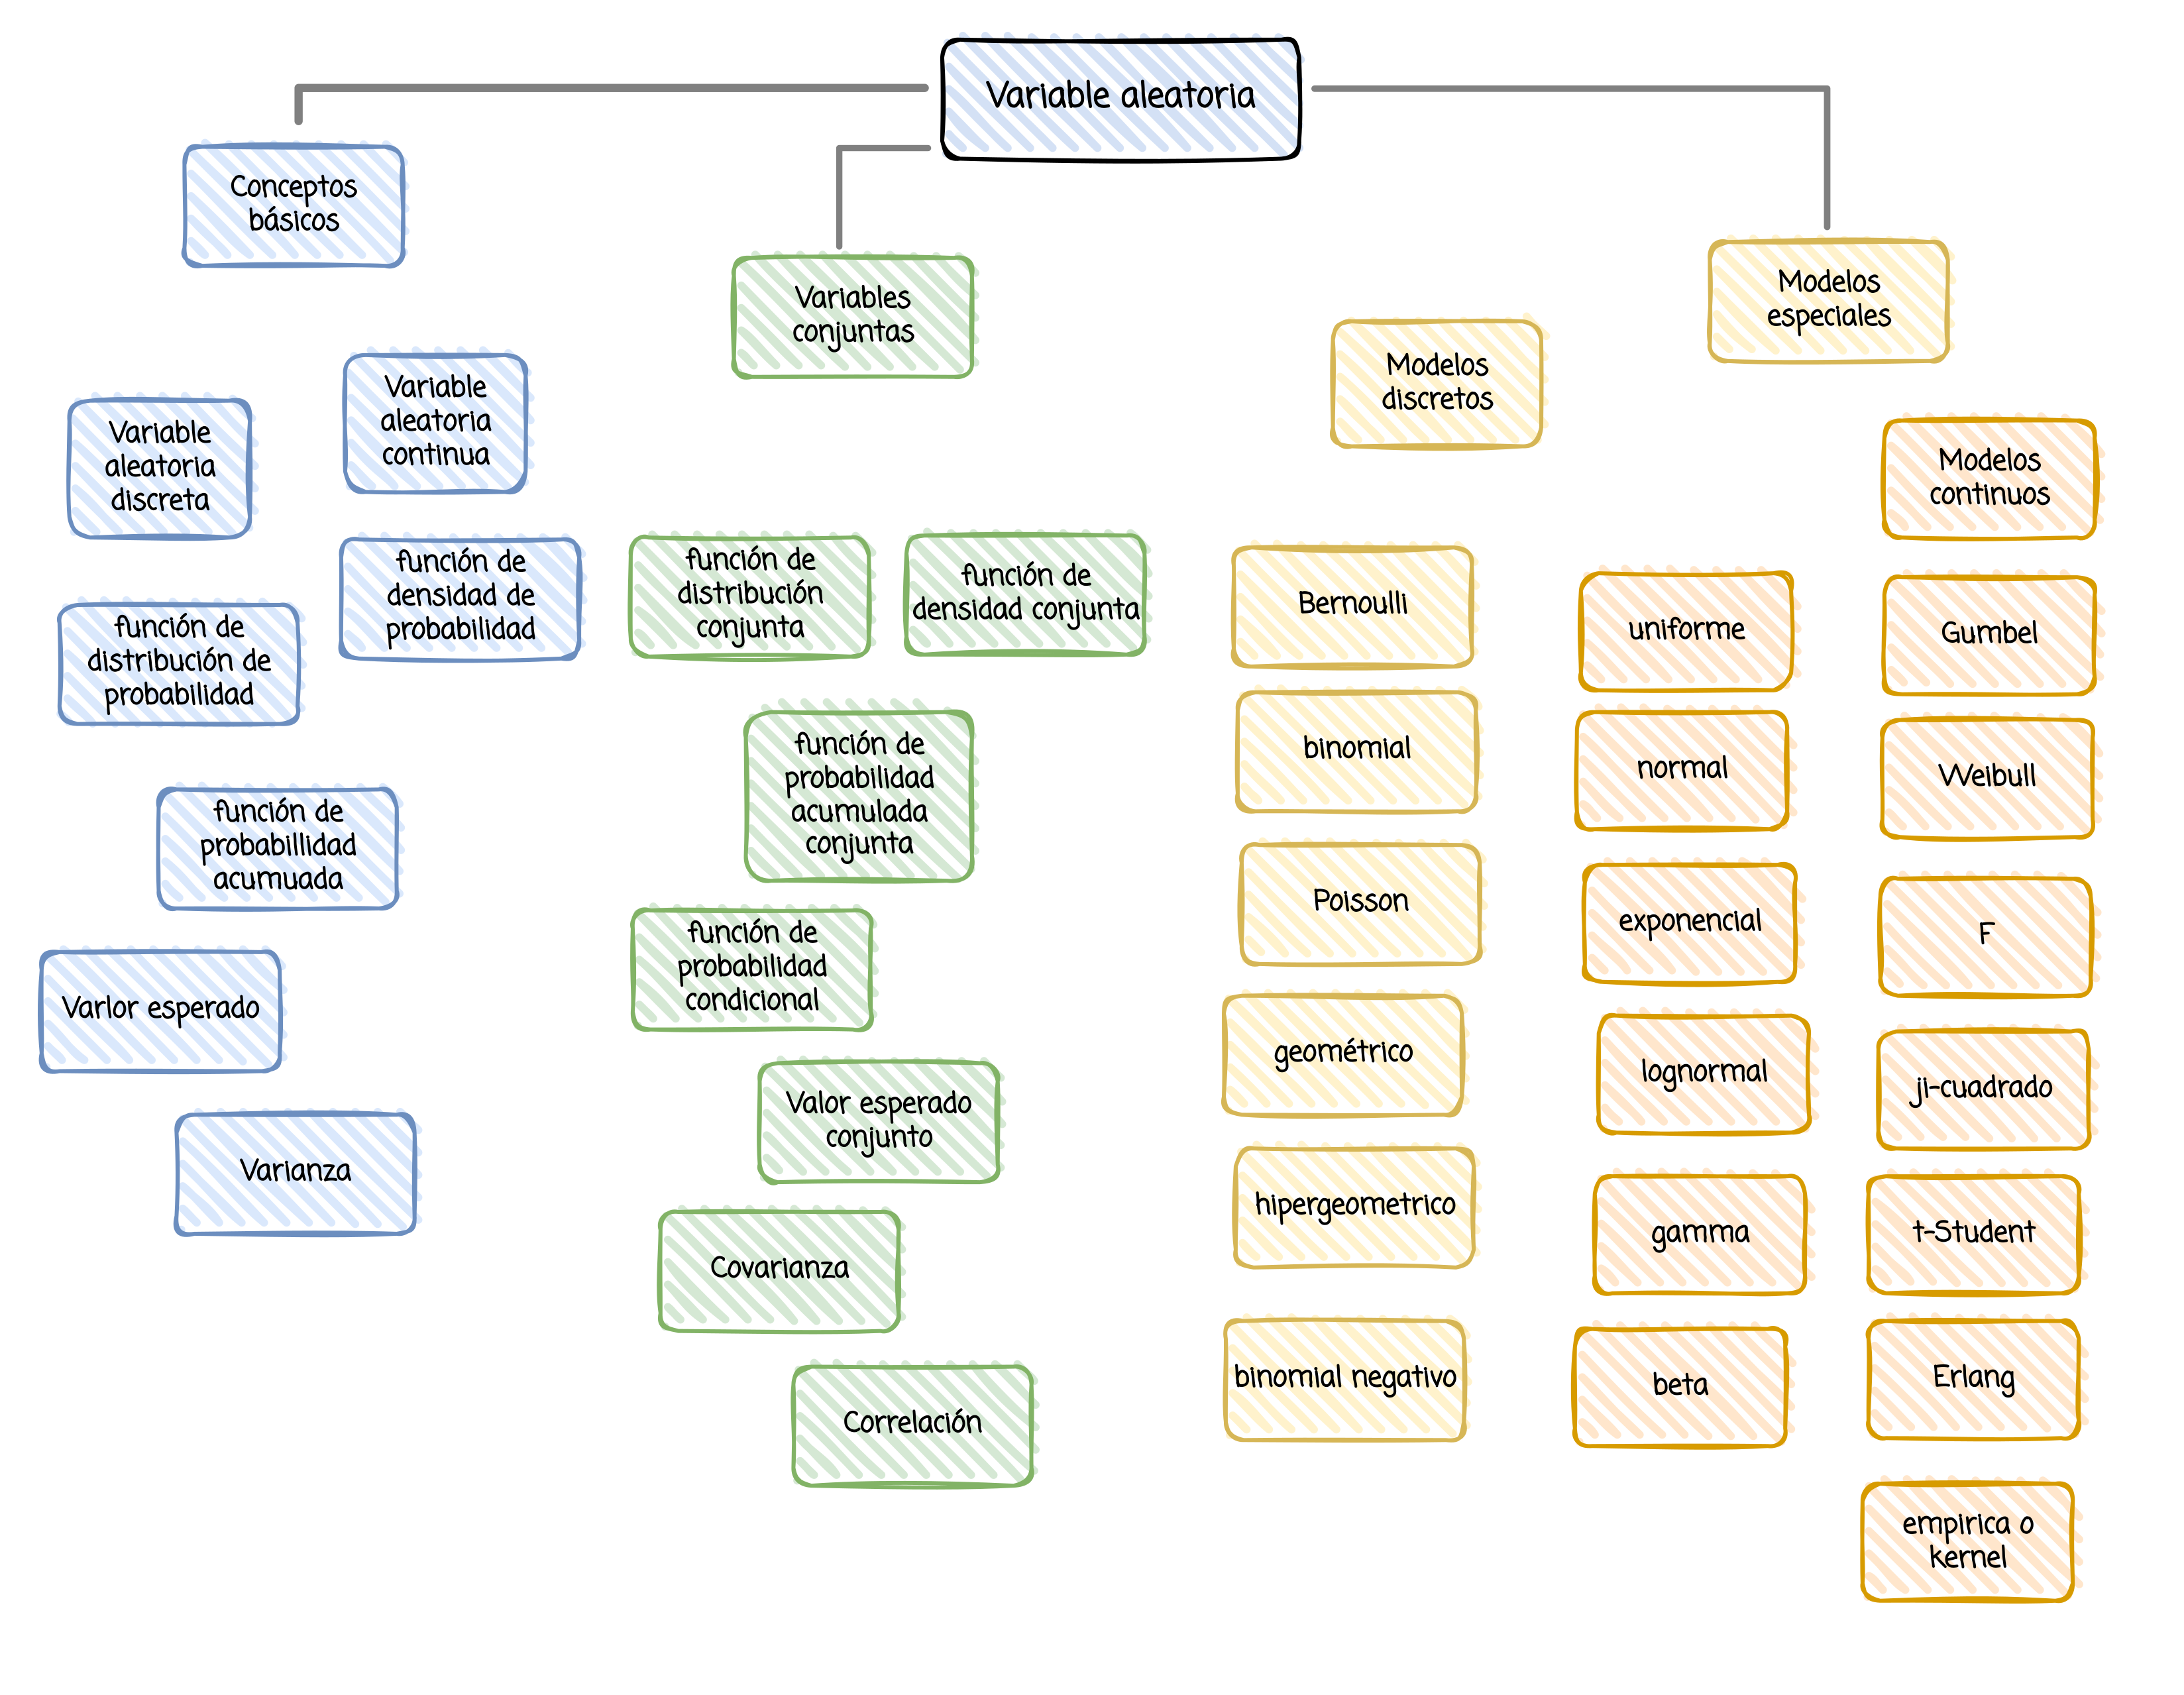 Variable aleatoria
Conceptos
básicos
Variable
aleatoria
discreta
Variable
aleatoria
continua
función de
distribución de
probabilidad
función de
densidad de
probabilidad
función de
probabillidad
acumuada
Varlor esperado
Varianza
Variables
conjuntas
función de
distribución
conjunta
función de
densidad conjunta
función de
probabilidad
acumulada
conjunta
función de
probabilidad
condicional
Valor esperado
conjunto
Covarianza
Correlación
Modelos
especiales
Modelos
discretos
Bernoulli
binomial
Poisson
geométrico
hipergeometrico
binomial negativo
Modelos
continuos
uniforme
normal
exponencial
lognormal
gamma
beta
Gumbel
Weibull
F
ji-cuadrado
t-Student
Erlang
empirica o
kernel